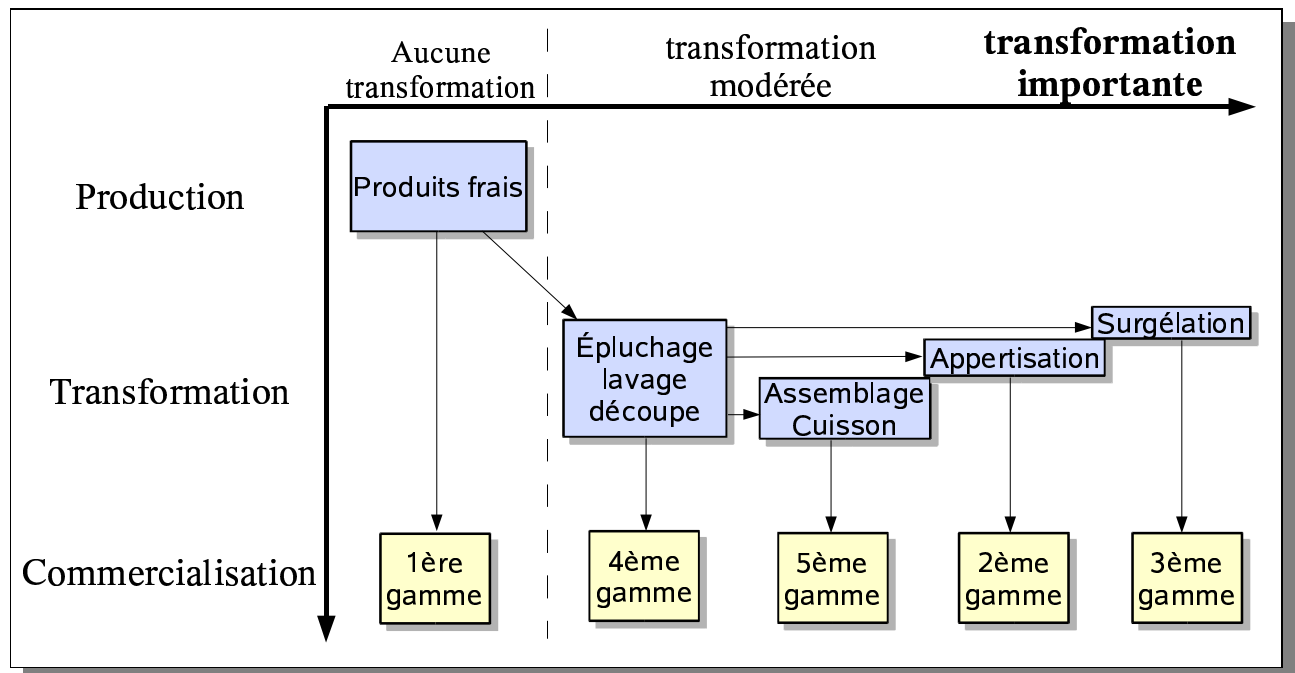 Aucune
transformation
transformation
modérée
transformation
importante
Production
Produits frais
Transformation
Épluchage
lavage
découpe
Assemblage
Cuisson
Appertisation
Surgélation
Commercialisation
1ère
gamme
4ème
gamme
5ème
gamme
2ème
gamme
3ème
gamme